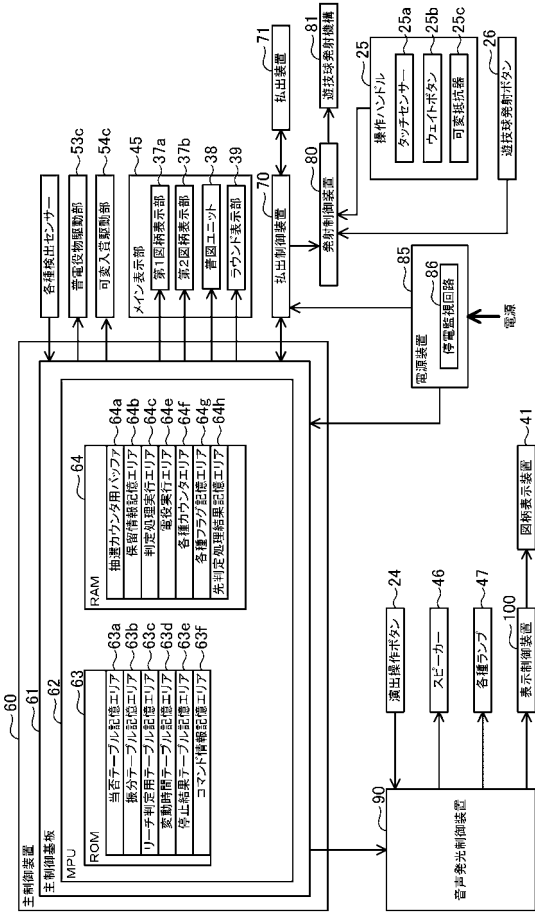 主制御装置
60
主制御基板
61
MPU
62
ROM
63
当否テーブル記憶エリア
63a
振分テーブル記憶エリア
63b
リーチ判定用テーブル記憶エリア
63c
変動時間テーブル記憶エリア
63d
停止結果テーブル記憶エリア
63e
コマンド情報記憶エリア
63f
RAM
64
抽選カウンタ用バッファ
64a
保留情報記憶エリア
64b
判定処理実行エリア
64c
電役実行エリア
64e
各種カウンタエリア
64f
各種フラグ記憶エリア
64g
先判定処理結果記憶エリア
64h
各種検出センサー
普電役物駆動部
53c
可変入賞駆動部
54c
メイン表示部
45
第1図柄表示部
37a
第2図柄表示部
37b
普図ユニット
38
ラウンド表示部
39
払出制御装置
70
払出装置
71
発射制御装置
80
遊技球発射機構
81
操作ハンドル
25
タッチセンサー
25a
ウェイトボタン
25b
可変抵抗器
25c
遊技球発射ボタン
26
電源装置
85
停電監視回路
86
電源
音声発光制御装置
90
演出操作ボタン
24
スピーカー
46
各種ランプ
47
表示制御装置
100
図柄表示装置
41